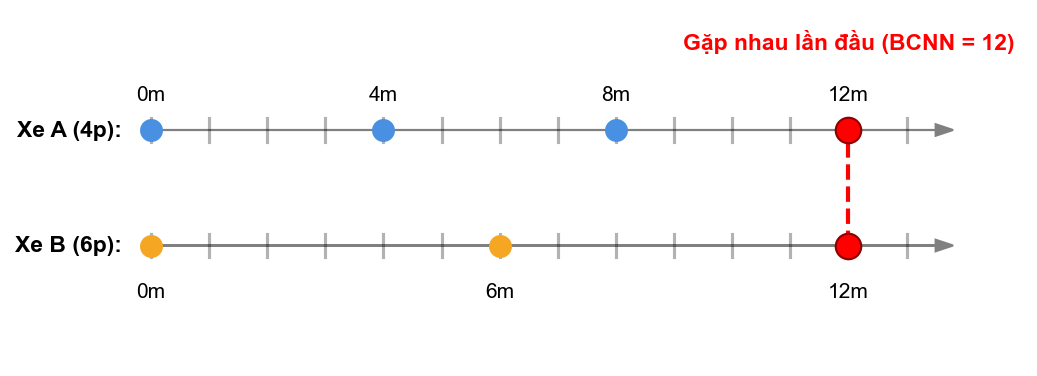 Gặp nhau lần đầu (BCNN = 12)
0m 4m 8m 12m
Xe A (4p):
Xe B (6p):
0m 6m 12m